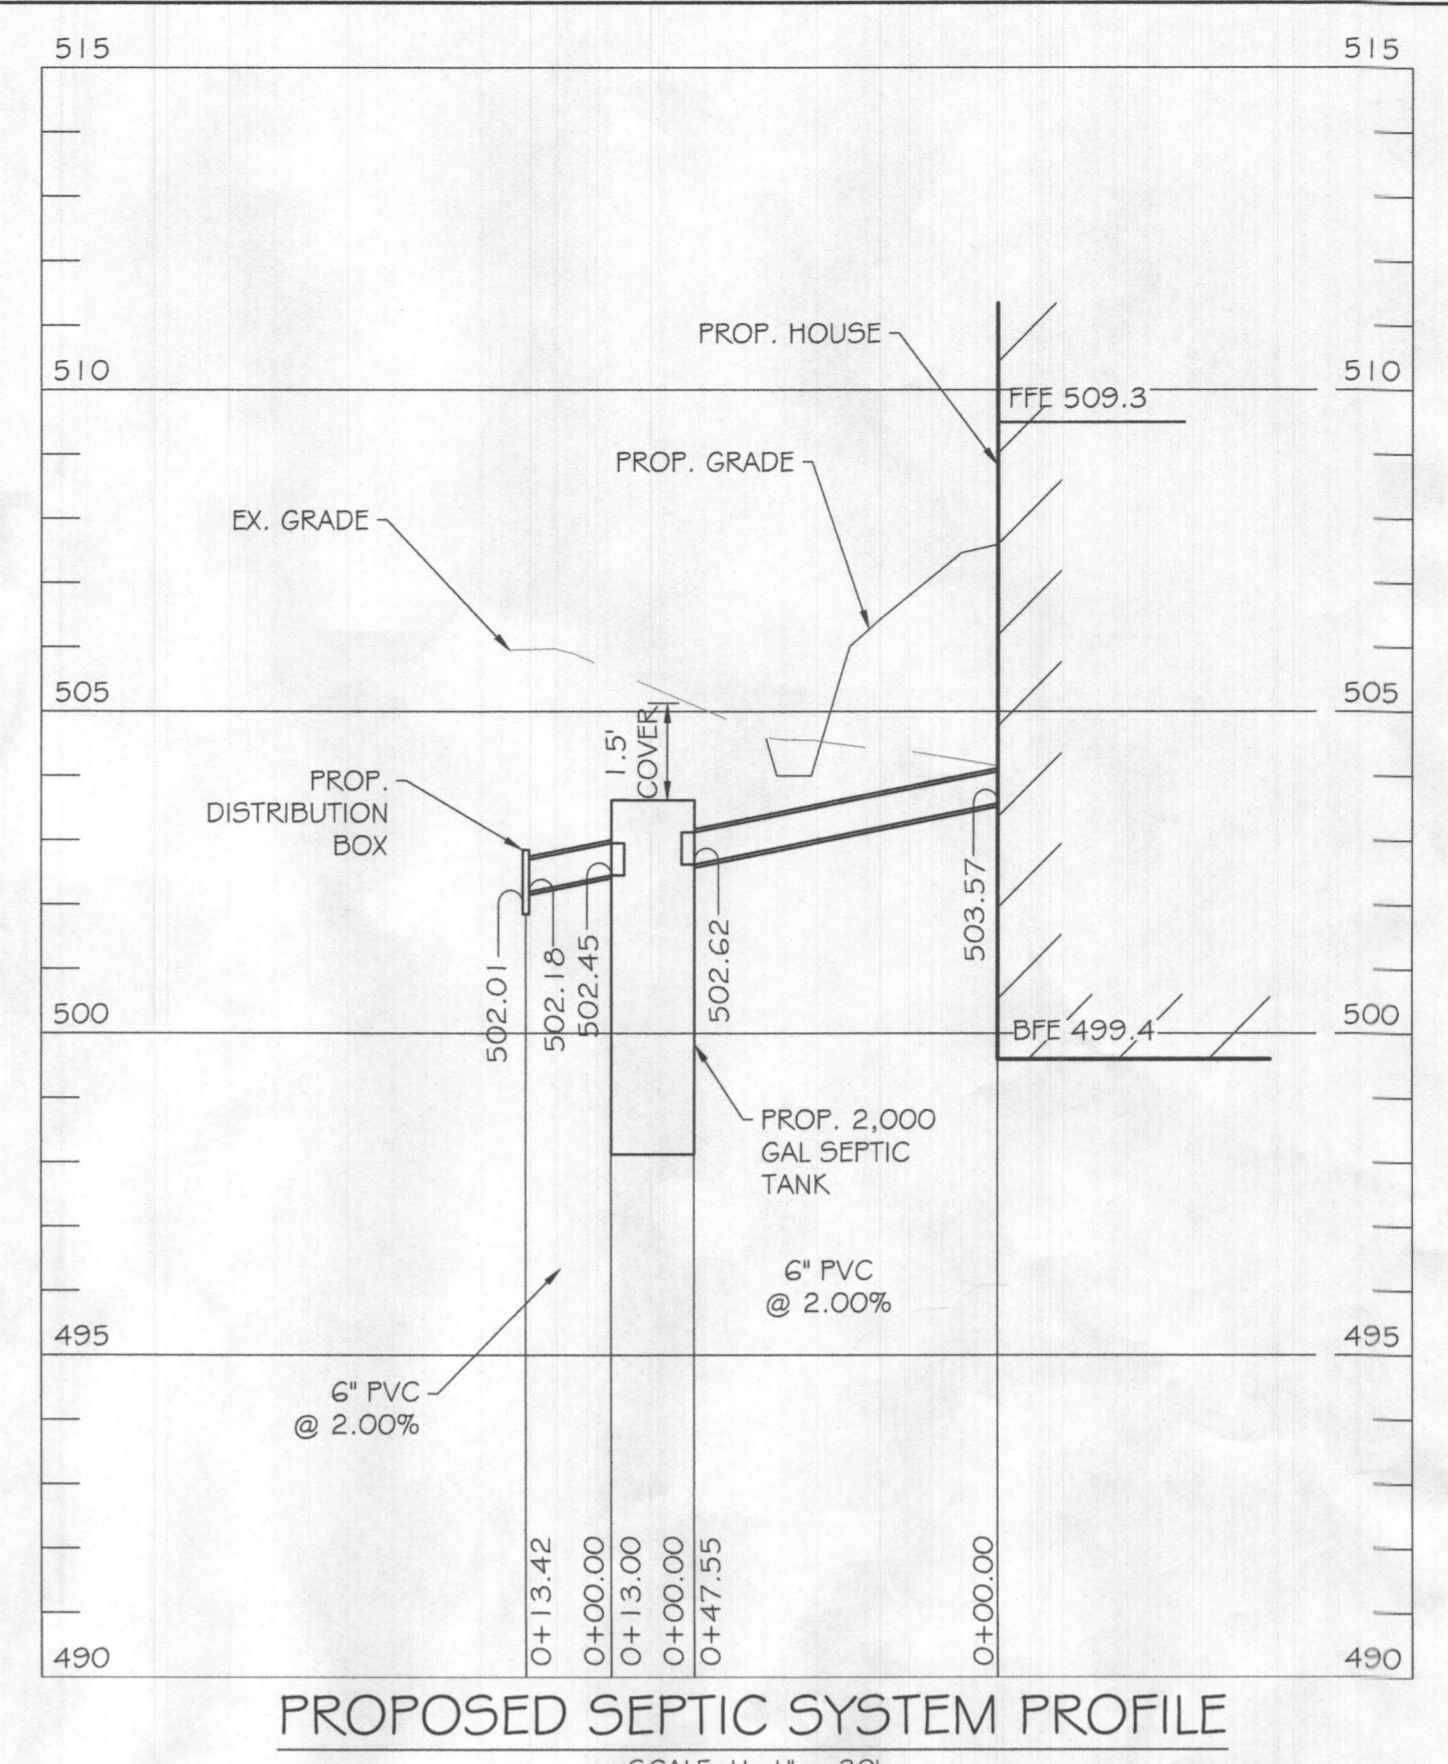 515
515
PROP. HOUSE
510
510
FFE 509.3
PROP. GRADE
EX. GRADE
505
505
1.5'
COVER
PROP.
DISTRIBUTION
BOX
502.01
502.18
502.45
502.62
503.57
500
500
BFE 499.4
PROP. 2,000
GAL SEPTIC
TANK
6" PVC
@ 2.00%
495
495
6" PVC
@ 2.00%
0+13.42
0+00.00
0+13.00
0+00.00
0+47.55
0+00.00
490
490
PROPOSED SEPTIC SYSTEM PROFILE